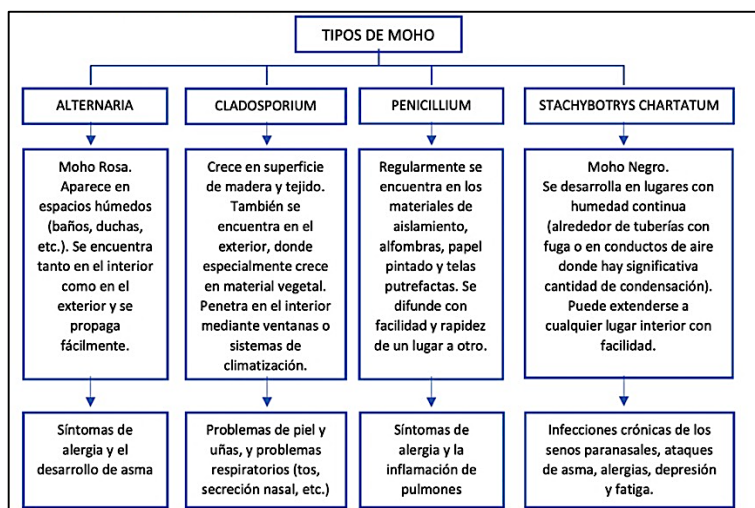 TIPOS DE MOHO
ALTERNARIA
CLADOSPORIUM
PENICILLIUM
STACHYBOTRYS CHARTATUM
Moho Rosa.
Aparece en
espacios húmedos
(baños, duchas,
etc.). Se encuentra
tanto en el interior
como en el
exterior y se
propaga
fácilmente.
Crece en superficie
de madera y tejido.
También se
encuentra en el
exterior, donde
especialmente crece
en material vegetal.
Penetra en el interior
mediante ventanas o
sistemas de
climatización.
Regularmente se
encuentra en los
materiales de
aislamiento,
alfombras, papel
pintado y telas
putrefactas. Se
difunde con
facilidad y rapidez
de un lugar a otro.
Moho Negro.
Se desarrolla en lugares con
humedad continua
(alrededor de tuberías con
fuga o en conductos de aire
donde hay significativa
cantidad de condensación).
Puede extenderse a
cualquier lugar interior con
facilidad.
Síntomas de
alergia y el
desarrollo de asma
Problemas de piel y
uñas, y problemas
respiratorios (tos,
secreción nasal, etc.)
Síntomas de
alergia y la
inflamación de
pulmones
Infecciones crónicas de los
senos paranasales, ataques
de asma, alergias, depresión
y fatiga.